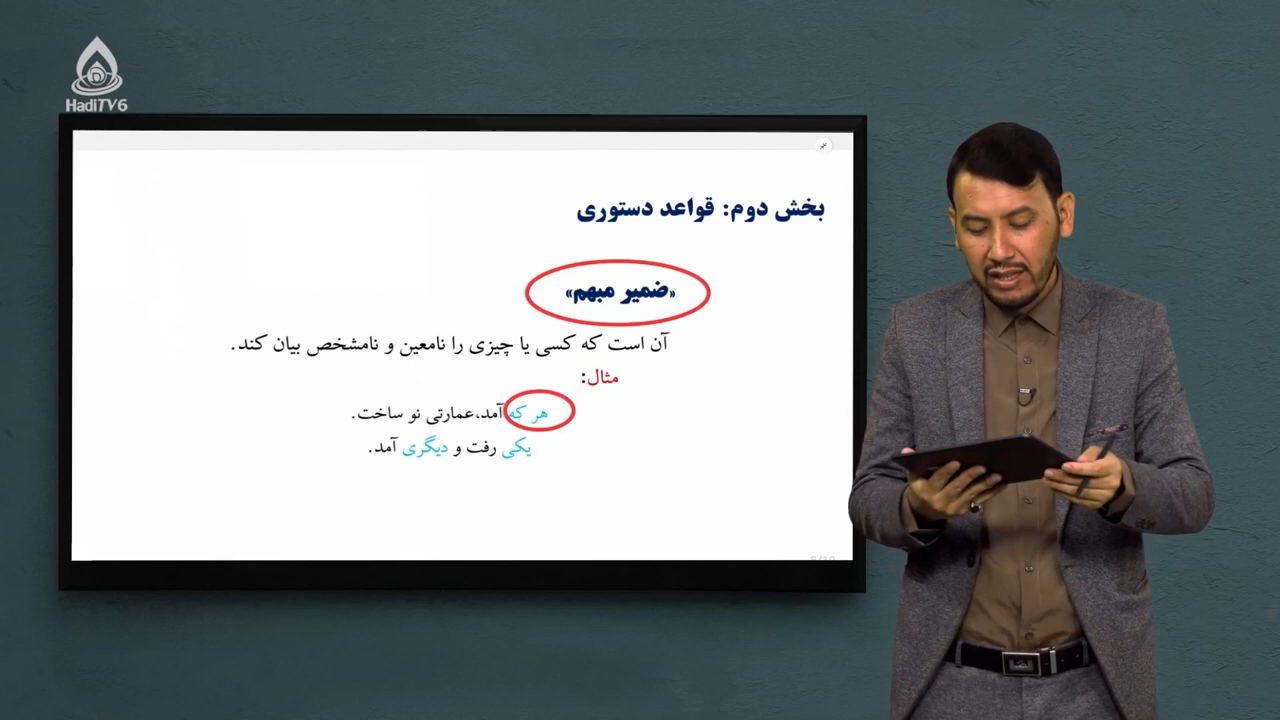 HadiTV6
بخش دوم: قواعد دستوری
«ضمیر مبهم»
آن است که کسی یا چیزی را نامعین و نامشخص بیان کند.
مثال:
هر که آمد،عمارتی نو ساخت.
یکی رفت و دیگری آمد.